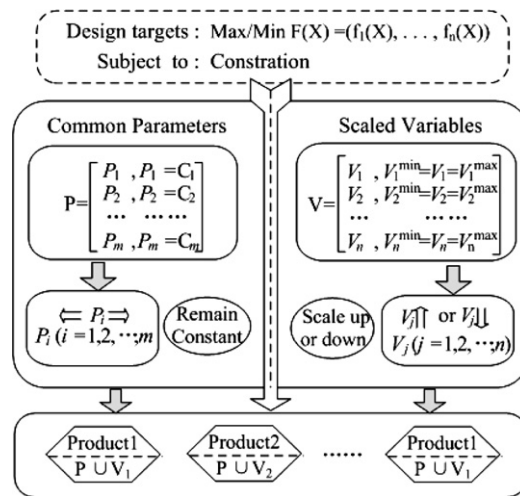 Design targets : Max/Min F(X) =(f₁(X), . . . , fₙ(X))
Subject to : Constration
Common Parameters
P=
P₁ , P₁ =C₁
P₂ , P₂ =C₂
... ... ...
Pₘ , Pₘ =Cₘ
⇐ Pᵢ ⇒
Pᵢ (i =1,2, ···,m
Remain
Constant
Scaled Variables
V=
V₁ , V₁ᵐⁱⁿ=V₁=V₁ᵐᵃˣ
V₂ , V₂ᵐⁱⁿ=V₂=V₂ᵐᵃˣ
... ... ...
Vₙ , Vₙᵐⁱⁿ=Vₙ=Vₙᵐᵃˣ
Scale up
or down
Vⱼ⇑ or Vⱼ⇓
Vⱼ (j =1,2, ···,n)
Product1
P ∪ V₁
Product2
P ∪ V₂
······
Product1
P ∪ V₁